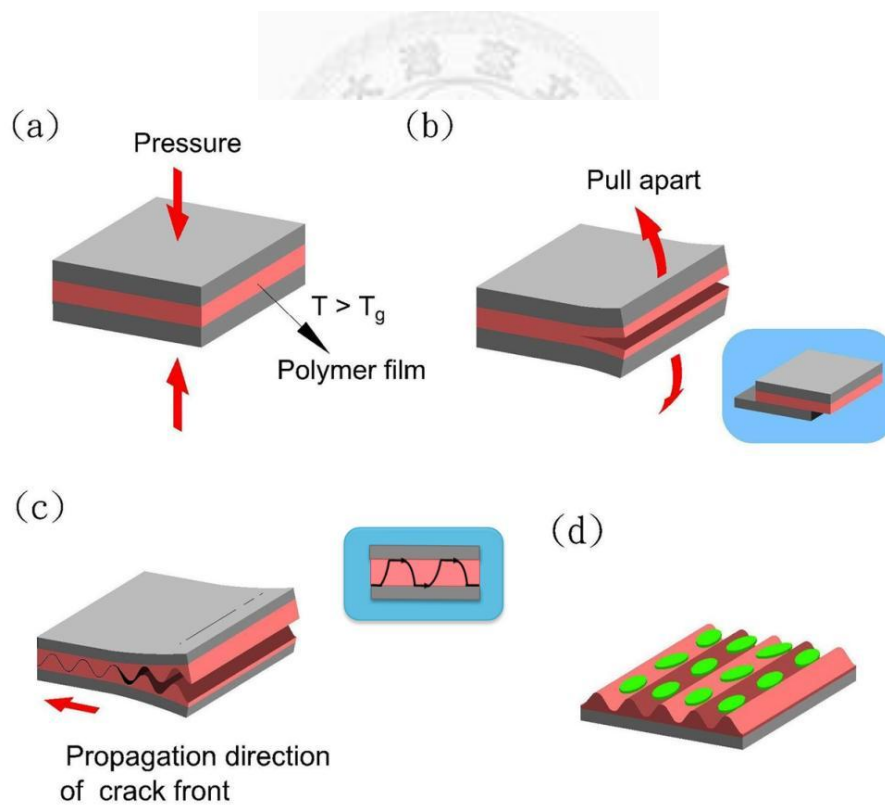 (a)
Pressure
T > Tg
Polymer film
(b)
Pull apart
(c)
Propagation direction
of crack front
(d)